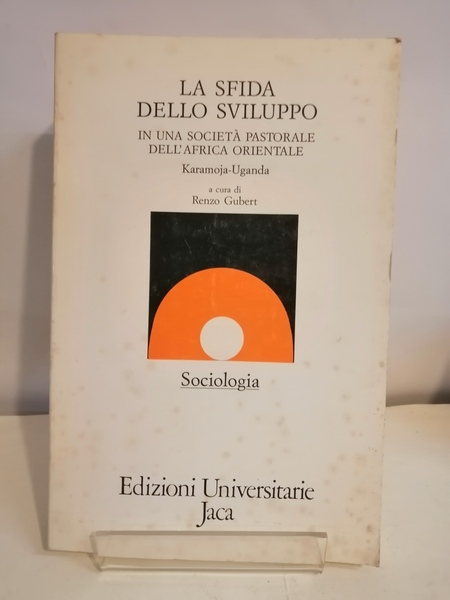 LA SFIDA
DELLO SVILUPPO
IN UNA SOCIETÀ PASTORALE
DELL'AFRICA ORIENTALE
Karamoja-Uganda
a cura di
Renzo Gubert
Sociologia
Edizioni Universitarie
Jaca